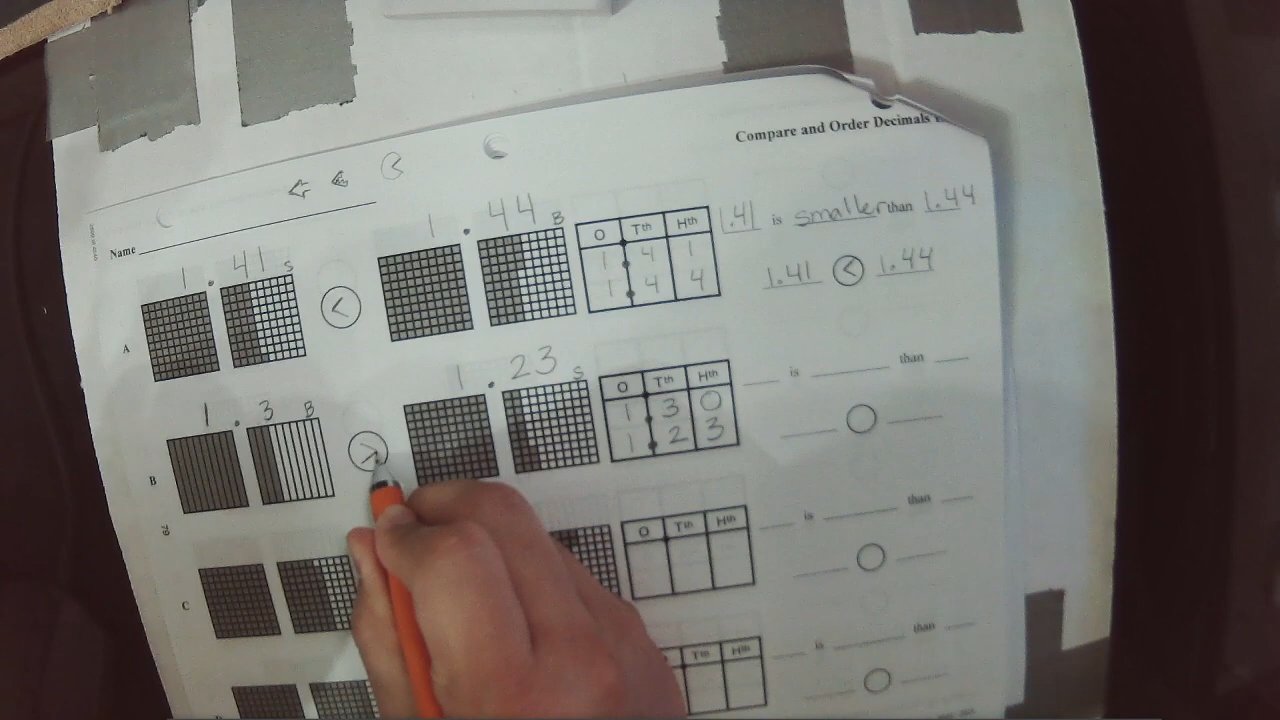 Compare and Order Decimals
Name
1 . 41 s < 1 . 44 B
O Tth Hth
1 . 4 1
1 . 4 4
1.41 is smaller than 1.44
1.41 < 1.44
A
1 . 3 B > 1 . 23 s
O Tth Hth
1 . 3 0
1 . 2 3
is than
B
79
C
O Tth Hth
is than
Tth Hth
is than